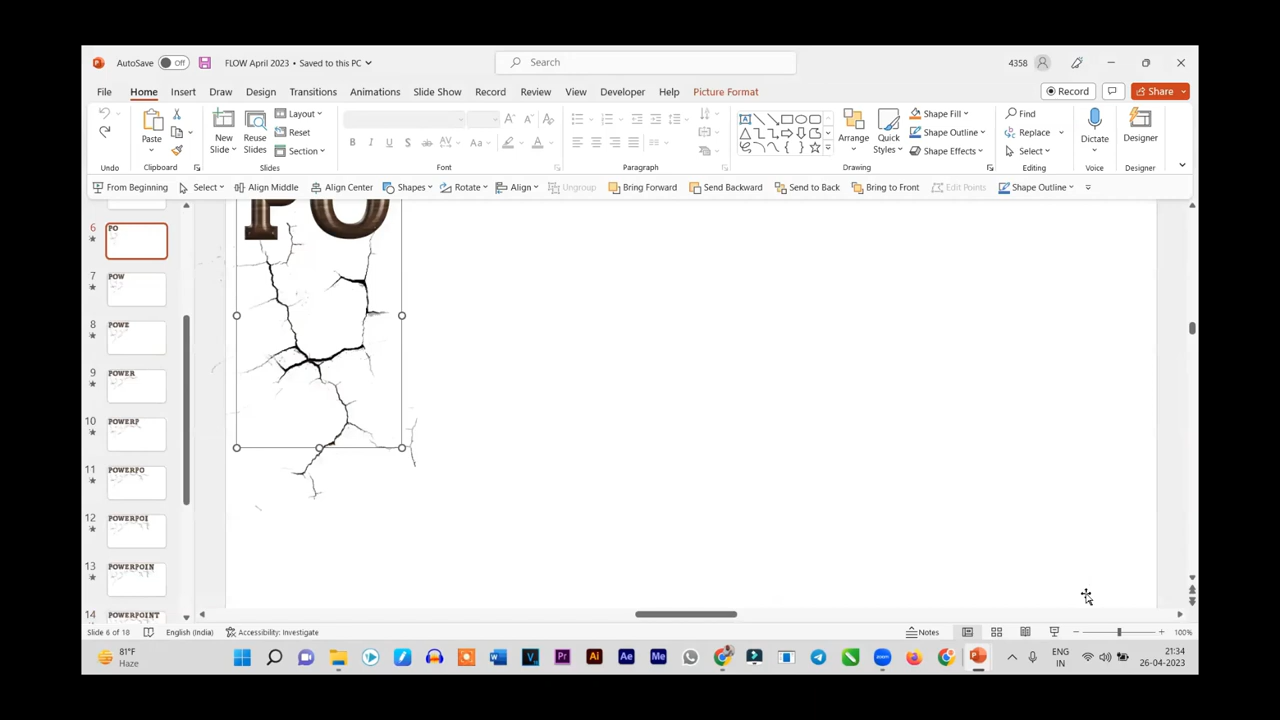 AutoSave Off FLOW April 2023 • Saved to this PC Search 4358
File Home Insert Draw Design Transitions Animations Slide Show Record Review View Developer Help Picture Format Record Share
Paste New Slide Reuse Slides Layout Reset Section Arrange Quick Styles Shape Fill Shape Outline Shape Effects Find Replace Select Dictate Designer
Undo Clipboard Slides Font Paragraph Drawing Editing Voice Designer
From Beginning Select Align Middle Align Center Shapes Rotate Align Ungroup Bring Forward Send Backward Send to Back Bring to Front Edit Points Shape Outline
PO
6 PO
7 POW
8 POWE
9 POWER
10 POWERP
11 POWERPO
12 POWERPOI
13 POWERPOIN
14 POWERPOINT
Slide 6 of 18 English (India) Accessibility: Investigate Notes 100%
81°F
Haze
ENG
IN
21:34
26-04-2023